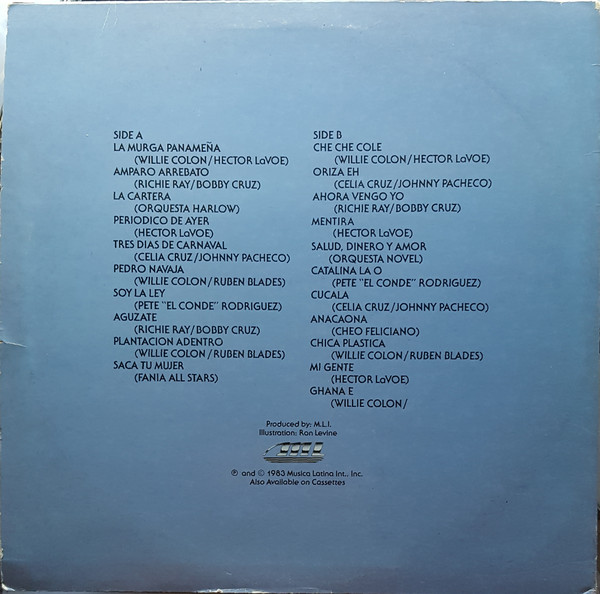 SIDE A
LA MURGA PANAMEÑA
(WILLIE COLON/HECTOR LaVOE)
AMPARO ARREBATO
(RICHIE RAY/BOBBY CRUZ)
LA CARTERA
(ORQUESTA HARLOW)
PERIODICO DE AYER
(HECTOR LaVOE)
TRES DIAS DE CARNAVAL
(CELIA CRUZ/JOHNNY PACHECO)
PEDRO NAVAJA
(WILLIE COLON/RUBEN BLADES)
SOY LA LEY
(PETE "EL CONDE" RODRIGUEZ)
AGUZATE
(RICHIE RAY/BOBBY CRUZ)
PLANTACION ADENTRO
(WILLIE COLON/RUBEN BLADES)
SACA TU MUJER
(FANIA ALL STARS)
SIDE B
CHE CHE COLE
(WILLIE COLON/HECTOR LaVOE)
ORIZA EH
(CELIA CRUZ/JOHNNY PACHECO)
AHORA VENGO YO
(RICHIE RAY/BOBBY CRUZ)
MENTIRA
(HECTOR LaVOE)
SALUD, DINERO Y AMOR
(ORQUESTA NOVEL)
CATALINA LA O
(PETE "EL CONDE" RODRIGUEZ)
CUCALA
(CELIA CRUZ/JOHNNY PACHECO)
ANACAONA
(CHEO FELICIANO)
CHICA PLASTICA
(WILLIE COLON/RUBEN BLADES)
MI GENTE
(HECTOR LaVOE)
GHANA E
(WILLIE COLON/
Produced by: M.L.I.
Illustration: Ron Levine
MLI
℗ and © 1983 Musica Latina Int., Inc.
Also Available on Cassettes